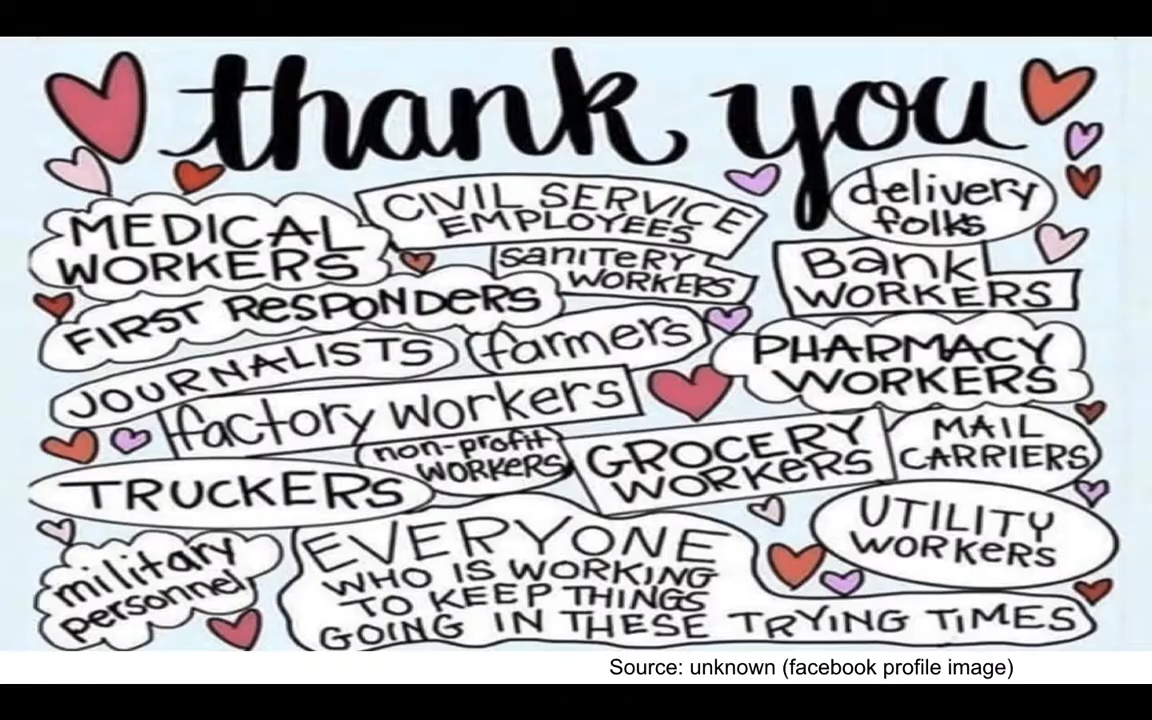 thank you
delivery
folks
MEDICAL
WORKERS
CIVIL SERVICE
EMPLOYEES
SANITERY
WORKERS
Bank
WORKERS
FIRST RESPONDERS
JOURNALISTS
farmers
PHARMACY
WORKERS
factory workers
non-profit
WORKERS
GROCERY
WORKERS
MAIL
CARRIERS
TRUCKERS
UTILITY
WORKERS
military
personnel
EVERYONE
WHO IS WORKING
TO KEEP THINGS
GOING IN THESE TRYING TIMES
Source: unknown (facebook profile image)